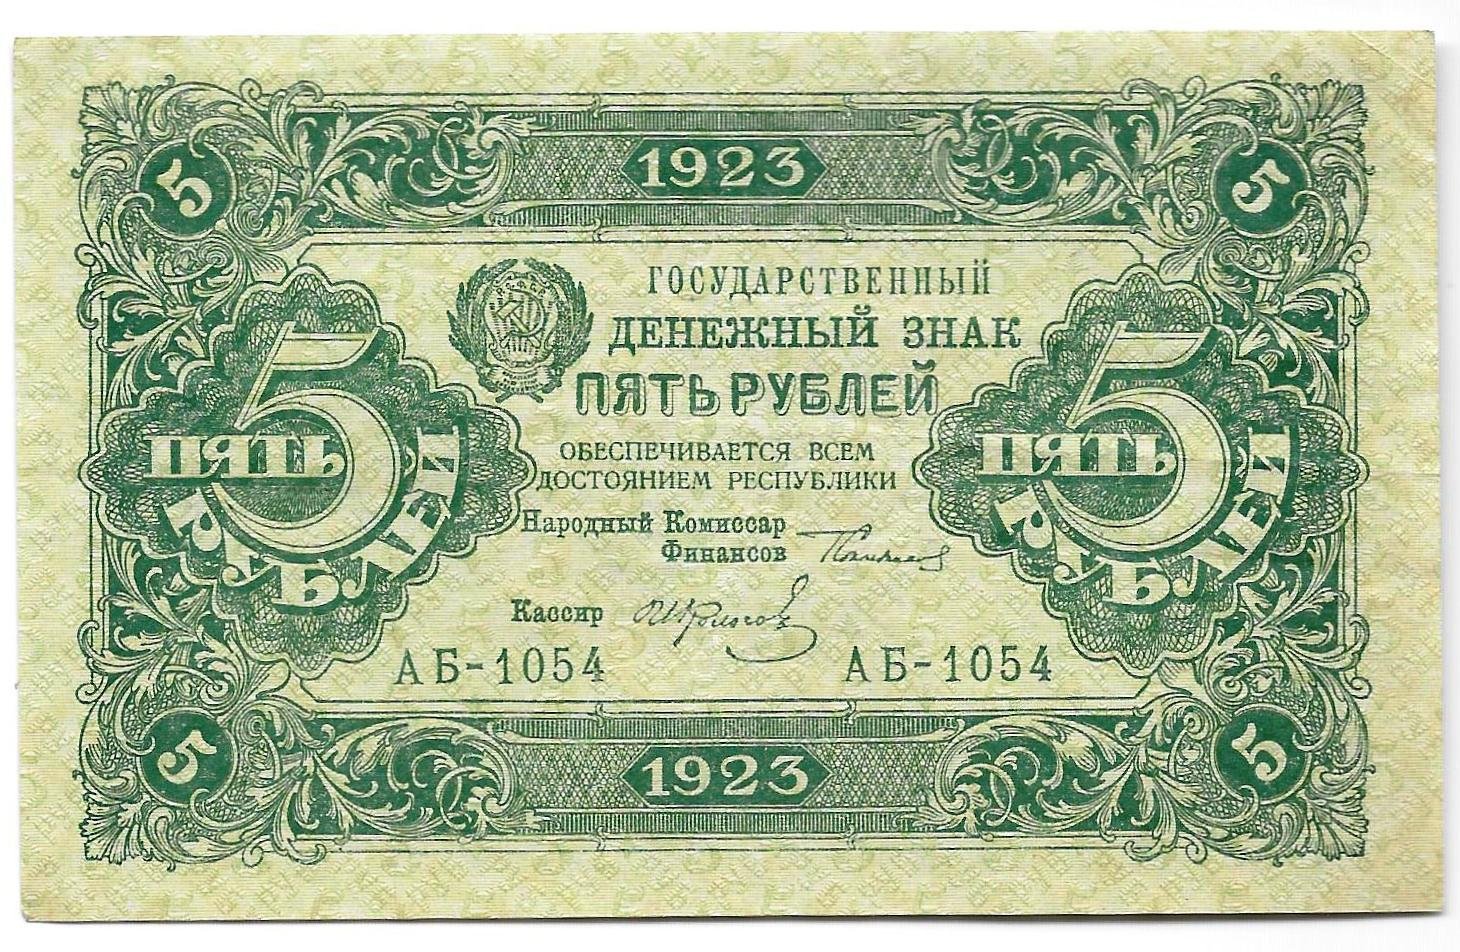 1923
5
5
ГОСУДАРСТВЕННЫЙ
ДЕНЕЖНЫЙ ЗНАК
ПЯТЬ РУБЛЕЙ
5
ПЯТЬ
РУБЛЕЙ
5
ПЯТЬ
РУБЛЕЙ
ОБЕСПЕЧИВАЕТСЯ ВСЕМ
ДОСТОЯНИЕМ РЕСПУБЛИКИ
Народный Комиссар
Финансов
Кассир
АБ-1054
АБ-1054
5
1923
5